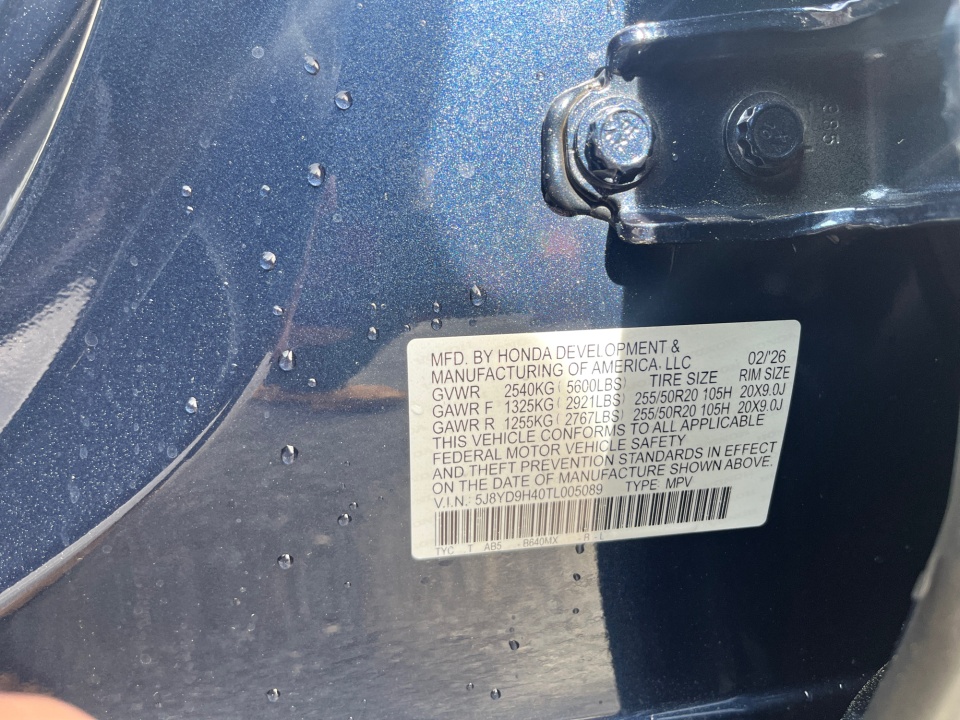 MFD. BY HONDA DEVELOPMENT &
MANUFACTURING OF AMERICA, LLC 02/'26
GVWR 2540KG ( 5600LBS) TIRE SIZE RIM SIZE
GAWR F 1325KG ( 2921LBS) 255/50R20 105H 20X9.0J
GAWR R 1255KG ( 2767LBS) 255/50R20 105H 20X9.0J
THIS VEHICLE CONFORMS TO ALL APPLICABLE
FEDERAL MOTOR VEHICLE SAFETY
AND THEFT PREVENTION STANDARDS IN EFFECT
ON THE DATE OF MANUFACTURE SHOWN ABOVE.
V.I.N.: 5J8YD9H40TL005089 TYPE: MPV
TYC T AB5 - B640MX - R - L